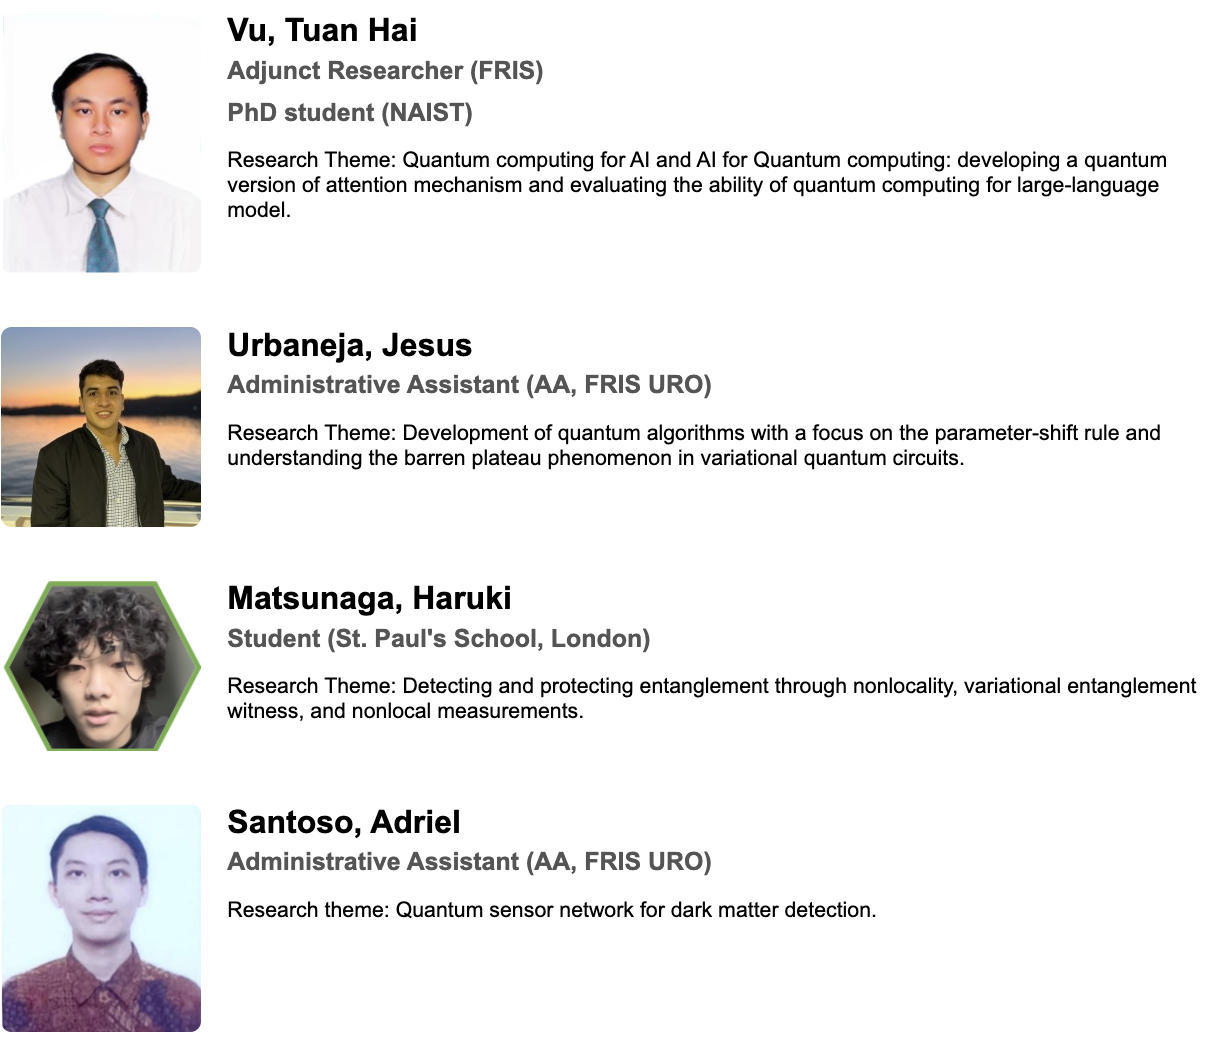 Vu, Tuan Hai
Adjunct Researcher (FRIS)
PhD student (NAIST)
Research Theme: Quantum computing for AI and AI for Quantum computing: developing a quantum
version of attention mechanism and evaluating the ability of quantum computing for large-language
model.
Urbaneja, Jesus
Administrative Assistant (AA, FRIS URO)
Research Theme: Development of quantum algorithms with a focus on the parameter-shift rule and
understanding the barren plateau phenomenon in variational quantum circuits.
Matsunaga, Haruki
Student (St. Paul's School, London)
Research Theme: Detecting and protecting entanglement through nonlocality, variational entanglement
witness, and nonlocal measurements.
Santoso, Adriel
Administrative Assistant (AA, FRIS URO)
Research theme: Quantum sensor network for dark matter detection.